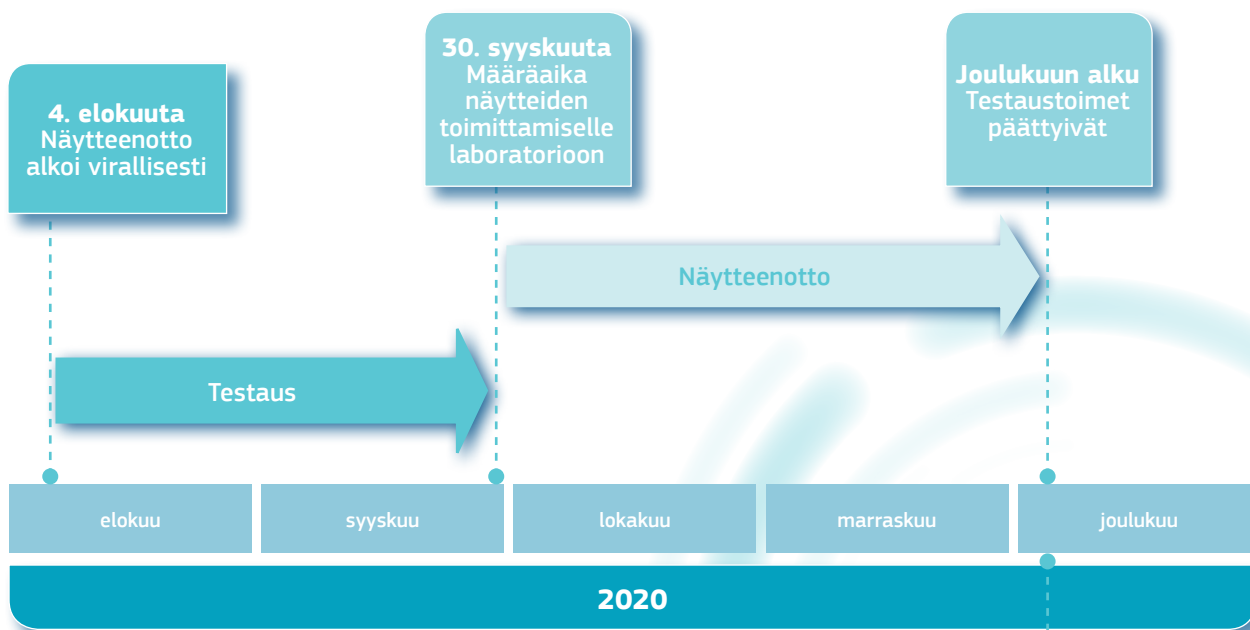 4. elokuuta
Näytteenotto
alkoi virallisesti
30. syyskuuta
Määräaika
näytteiden
toimittamiselle
laboratorioon
Joulukuun alku
Testaustoimet
päättyivät
Näytteenotto
Testaus
elokuu
syyskuu
lokakuu
marraskuu
joulukuu
2020